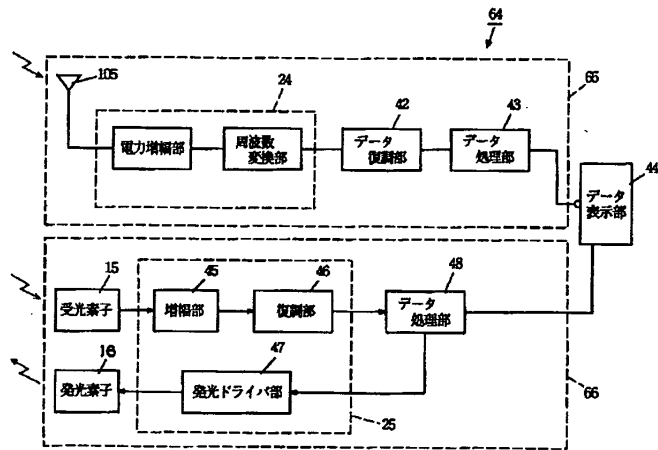 64
105
24
42
43
65
電力増幅部
周波数
変換部
データ
復調部
データ
処理部
44
データ
表示部
15
45
46
48
受光素子
増幅部
復調部
データ
処理部
16
47
発光素子
発光ドライバ部
25
66